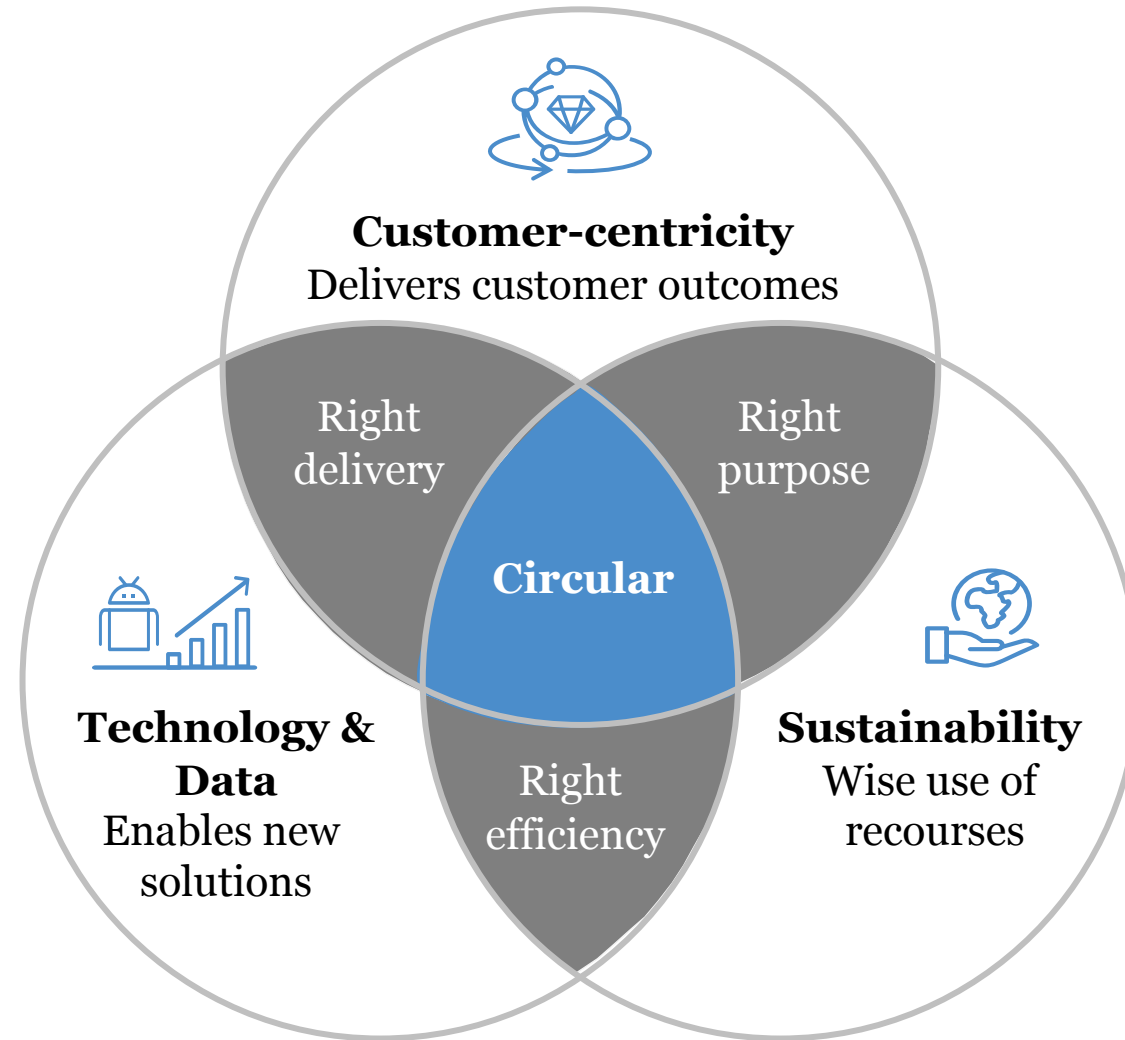 Customer-centricity
Delivers customer outcomes
Right
delivery
Right
purpose
Circular
Technology &
Data
Enables new
solutions
Right
efficiency
Sustainability
Wise use of
recourses